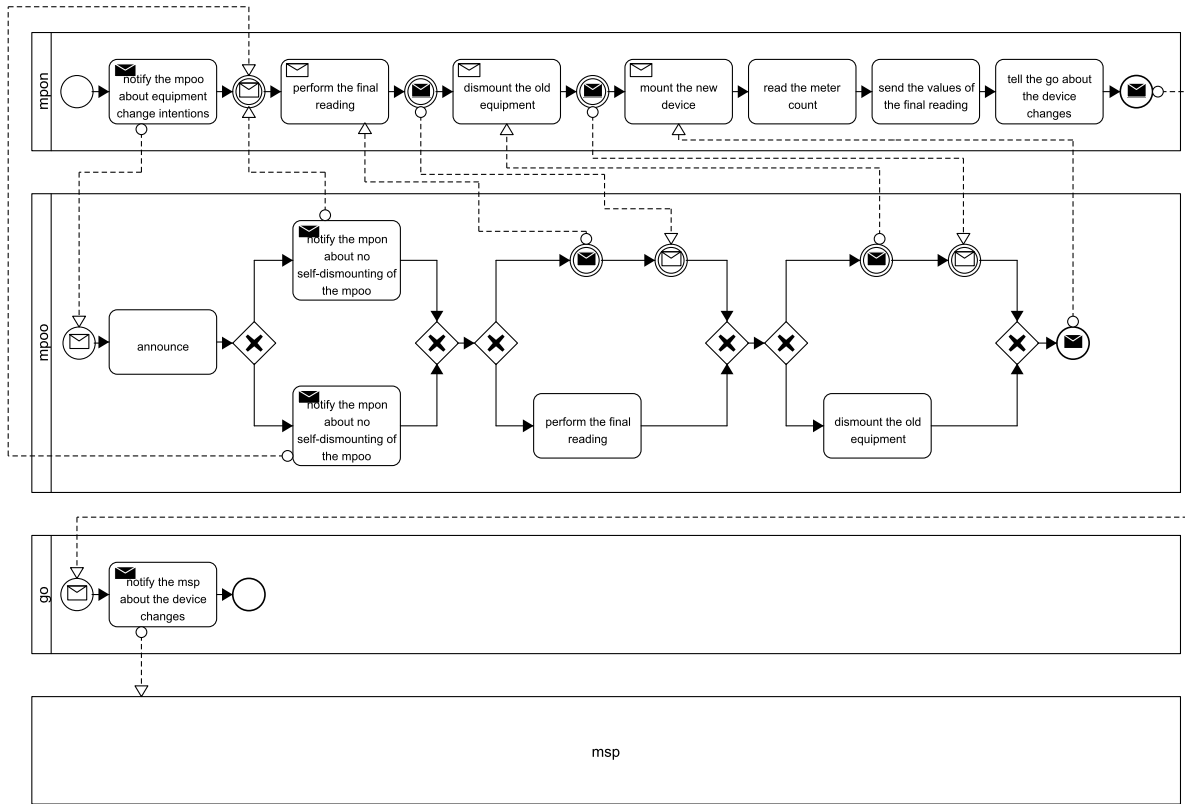 mpon
notify the mpoo
about equipment
change intentions
perform the final
reading
dismount the old
equipment
mount the new
device
read the meter
count
send the values of
the final reading
tell the go about
the device
changes
mpoo
announce
notify the mpon
about no
self-dismounting of
the mpoo
notify the mpon
about no
self-dismounting of
the mpoo
perform the final
reading
dismount the old
equipment
go
notify the msp
about the device
changes
msp